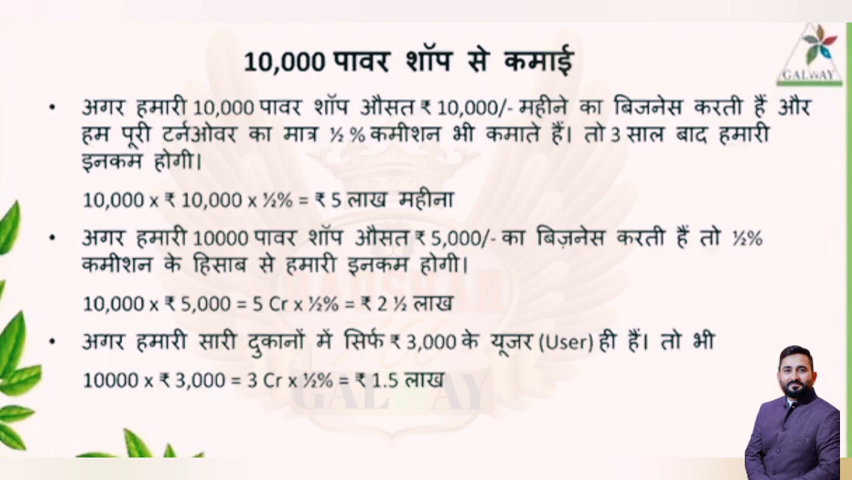 10,000 पावर शॉप से कमाई
GALWAY
• अगर हमारी 10,000 पावर शॉप औसत ₹ 10,000/- महीने का बिजनेस करती हैं और
हम पूरी टर्नओवर का मात्र ½ % कमीशन भी कमाते हैं। तो 3 साल बाद हमारी
इनकम होगी।
10,000 x ₹ 10,000 x ½% = ₹ 5 लाख महीना
• अगर हमारी 10000 पावर शॉप औसत ₹ 5,000/- का बिज़नेस करती हैं तो ½%
कमीशन के हिसाब से हमारी इनकम होगी।
10,000 x ₹ 5,000 = 5 Cr x ½% = ₹ 2 ½ लाख
• अगर हमारी सारी दुकानों में सिर्फ ₹ 3,000 के यूजर (User) ही हैं। तो भी
10000 x ₹ 3,000 = 3 Cr x ½% = ₹ 1.5 लाख
GALWAY